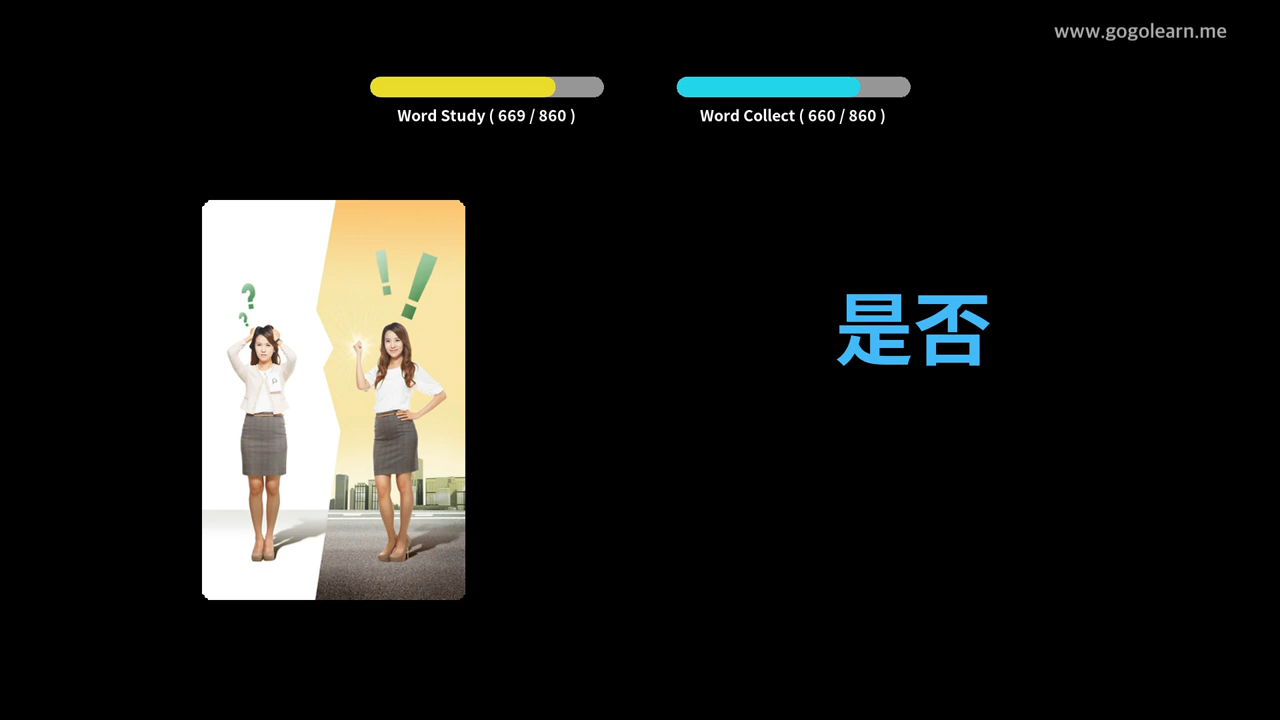 www.gogolearn.me
Word Study ( 669 / 860 )
Word Collect ( 660 / 860 )
? ?
! !
是否